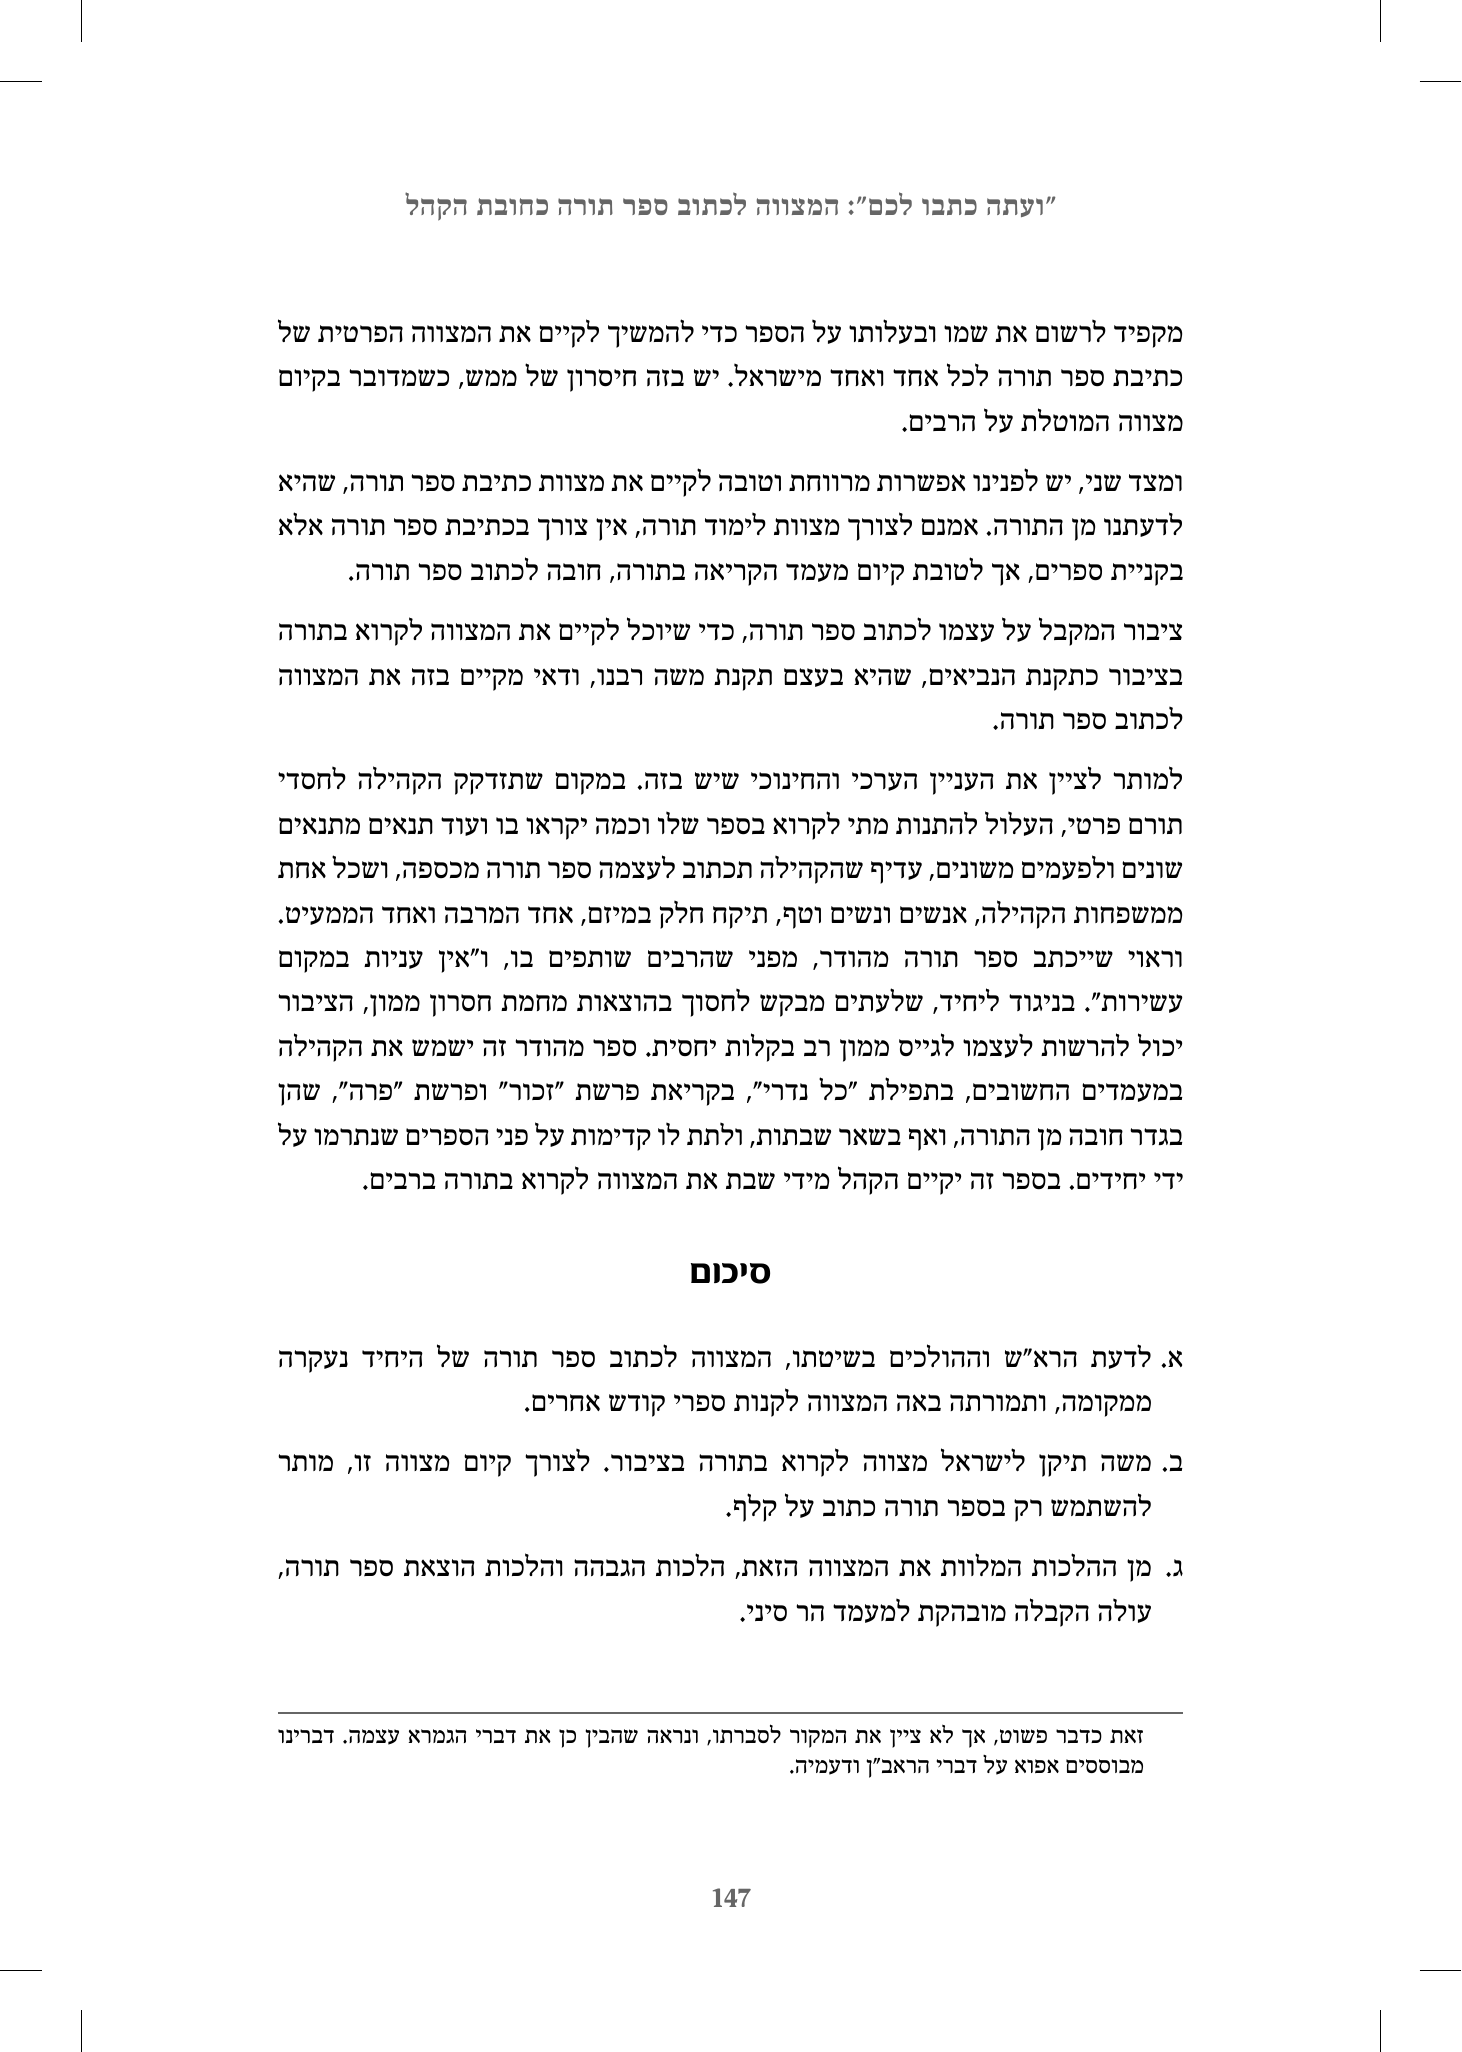 "ועתה כתבו לכם": המצווה לכתוב ספר תורה כחובת הקהל
מקפיד לרשום את שמו ובעלותו על הספר כדי להמשיך לקיים את המצווה הפרטית של
כתיבת ספר תורה לכל אחד ואחד מישראל. יש בזה חיסרון של ממש, כשמדובר בקיום
מצווה המוטלת על הרבים.
ומצד שני, יש לפנינו אפשרות מרווחת וטובה לקיים את מצוות כתיבת ספר תורה, שהיא
לדעתנו מן התורה. אמנם לצורך מצוות לימוד תורה, אין צורך בכתיבת ספר תורה אלא
בקניית ספרים, אך לטובת קיום מעמד הקריאה בתורה, חובה לכתוב ספר תורה.
ציבור המקבל על עצמו לכתוב ספר תורה, כדי שיוכל לקיים את המצווה לקרוא בתורה
בציבור כתקנת הנביאים, שהיא בעצם תקנת משה רבנו, ודאי מקיים בזה את המצווה
לכתוב ספר תורה.
למותר לציין את העניין הערכי והחינוכי שיש בזה. במקום שתזדקק הקהילה לחסדי
תורם פרטי, העלול להתנות מתי לקרוא בספר שלו וכמה יקראו בו ועוד תנאים מתנאים
שונים ולפעמים משונים, עדיף שהקהילה תכתוב לעצמה ספר תורה מכספה, ושכל אחת
ממשפחות הקהילה, אנשים ונשים וטף, תיקח חלק במיזם, אחד המרבה ואחד הממעיט.
וראוי שייכתב ספר תורה מהודר, מפני שהרבים שותפים בו, ו"אין עניות במקום
עשירות". בניגוד ליחיד, שלעתים מבקש לחסוך בהוצאות מחמת חסרון ממון, הציבור
יכול להרשות לעצמו לגייס ממון רב בקלות יחסית. ספר מהודר זה ישמש את הקהילה
במעמדים החשובים, בתפילת "כל נדרי", בקריאת פרשת "זכור" ופרשת "פרה", שהן
בגדר חובה מן התורה, ואף בשאר שבתות, ולתת לו קדימות על פני הספרים שנתרמו על
ידי יחידים. בספר זה יקיים הקהל מידי שבת את המצווה לקרוא בתורה ברבים.
סיכום
א. לדעת הרא"ש וההולכים בשיטתו, המצווה לכתוב ספר תורה של היחיד נעקרה
ממקומה, ותמורתה באה המצווה לקנות ספרי קודש אחרים.
ב. משה תיקן לישראל מצווה לקרוא בתורה בציבור. לצורך קיום מצווה זו, מותר
להשתמש רק בספר תורה כתוב על קלף.
ג. מן ההלכות המלוות את המצווה הזאת, הלכות הגבהה והלכות הוצאת ספר תורה,
עולה הקבלה מובהקת למעמד הר סיני.
זאת כדבר פשוט, אך לא ציין את המקור לסברתו, ונראה שהבין כן את דברי הגמרא עצמה. דברינו
מבוססים אפוא על דברי הראב"ן ודעמיה.
147